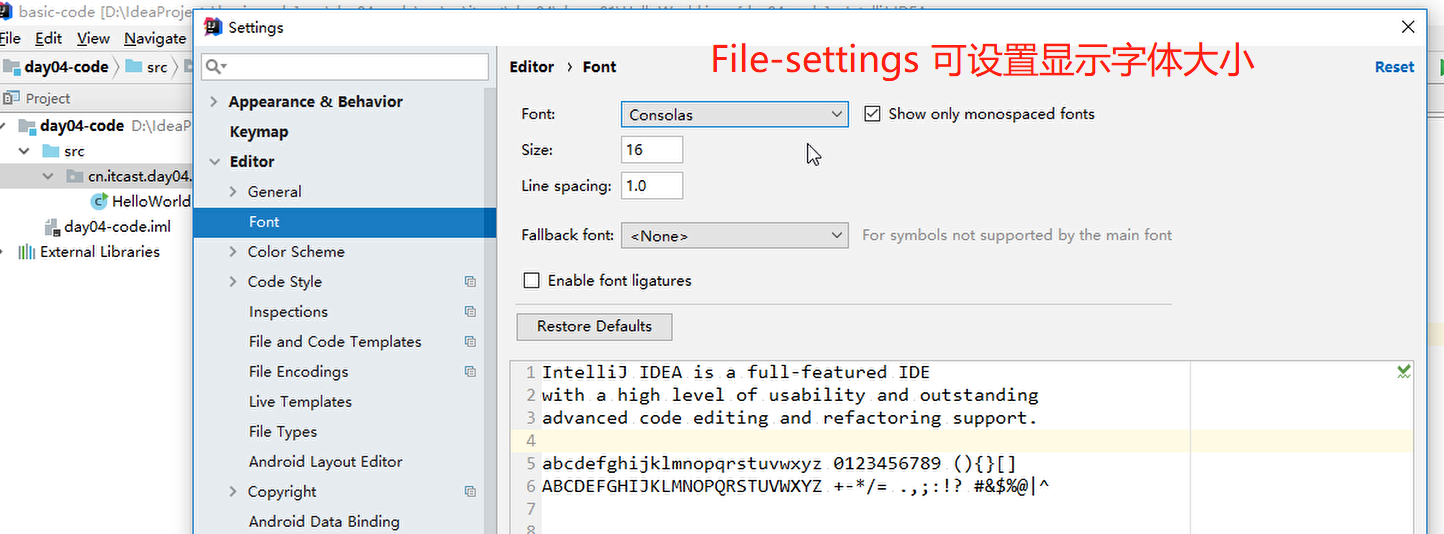 basic-code [D:\IdeaProject
Settings
File Edit View Navigate
File-settings 可设置显示字体大小
day04-code src
Editor › Font
Reset
Project
day04-code D:\IdeaP
src
cn.itcast.day04.
HelloWorld
day04-code.iml
External Libraries
Appearance & Behavior
Keymap
Editor
General
Font
Color Scheme
Code Style
Inspections
File and Code Templates
File Encodings
Live Templates
File Types
Android Layout Editor
Copyright
Android Data Binding
Font: Consolas Show only monospaced fonts
Size: 16
Line spacing: 1.0
Fallback font: <None> For symbols not supported by the main font
Enable font ligatures
Restore Defaults
1 IntelliJ IDEA is a full-featured IDE
2 with a high level of usability and outstanding
3 advanced code editing and refactoring support.
4
5 abcdefghijklmnopqrstuvwxyz 0123456789 (){}[]
6 ABCDEFGHIJKLMNOPQRSTUVWXYZ +-*/= .,;:!? #&$%@|^
7
8